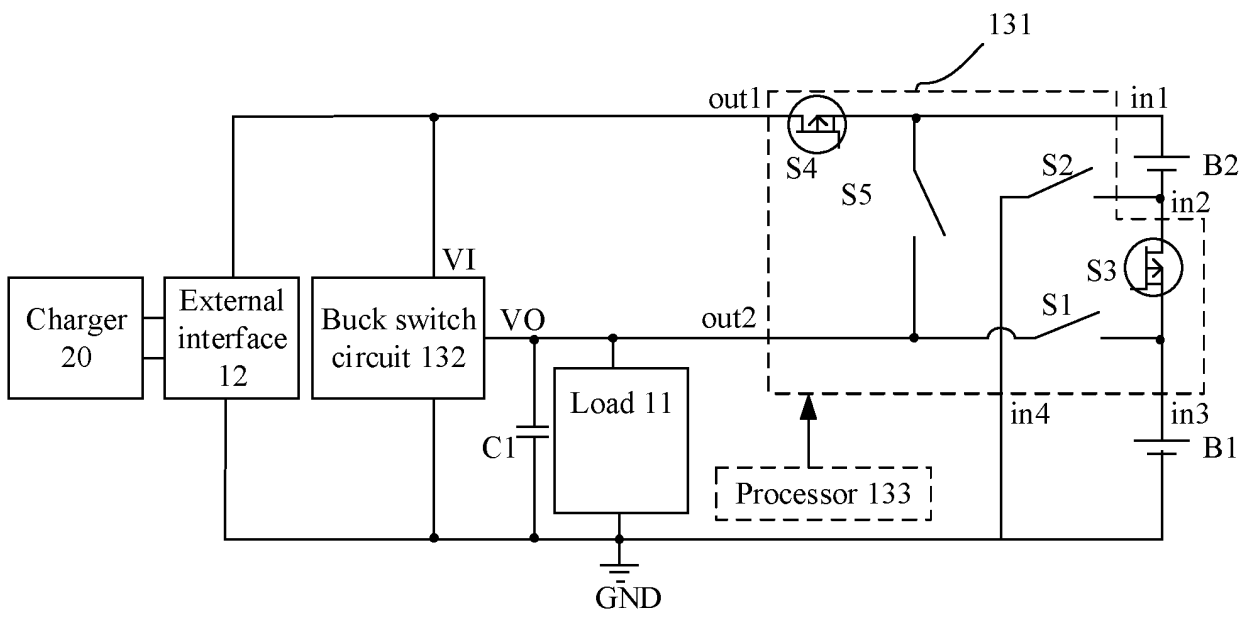 131
out1
in1
S4
S5
S2
B2
in2
VI
S3
Charger
20
External
interface
12
Buck switch
circuit 132
VO
out2
S1
Load 11
C1
in4
in3
B1
Processor 133
GND